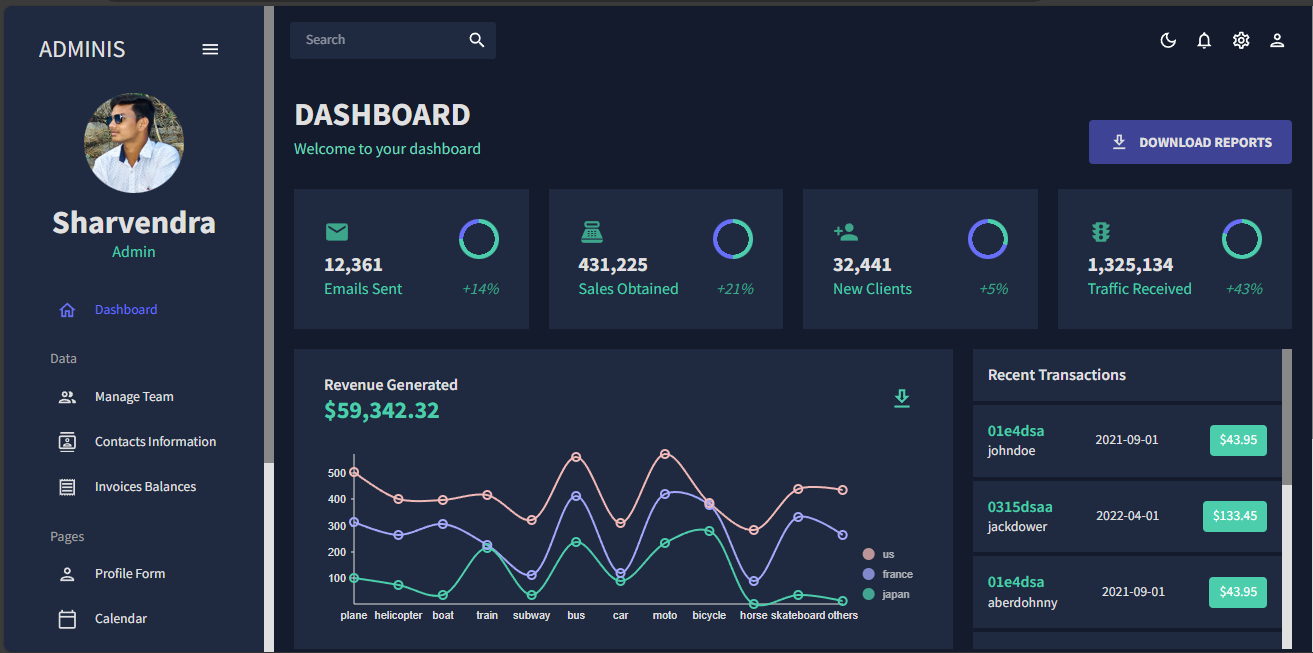 ADMINIS
Sharvendra
Admin
Dashboard
Data
Manage Team
Contacts Information
Invoices Balances
Pages
Profile Form
Calendar
Search
DASHBOARD
Welcome to your dashboard
DOWNLOAD REPORTS
12,361
Emails Sent +14%
431,225
Sales Obtained +21%
32,441
New Clients +5%
1,325,134
Traffic Received +43%
Revenue Generated
$59,342.32
500
400
300
200
100
plane helicopter boat train subway bus car moto bicycle horse skateboard others
us
france
japan
Recent Transactions
01e4dsa
johndoe
2021-09-01
$43.95
0315dsaa
jackdower
2022-04-01
$133.45
01e4dsa
aberdohnny
2021-09-01
$43.95